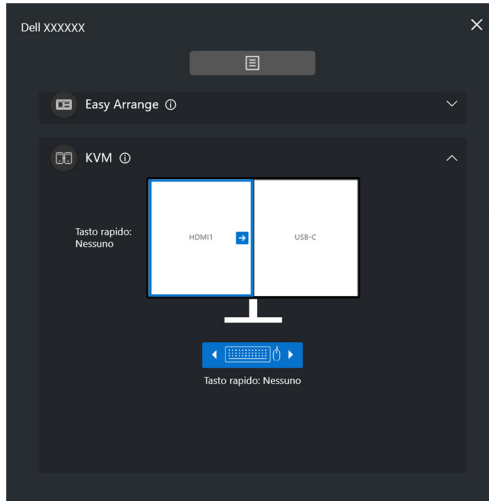 Dell XXXXXX
Easy Arrange
KVM
Tasto rapido:
Nessuno
HDMI1
USB-C
Tasto rapido: Nessuno